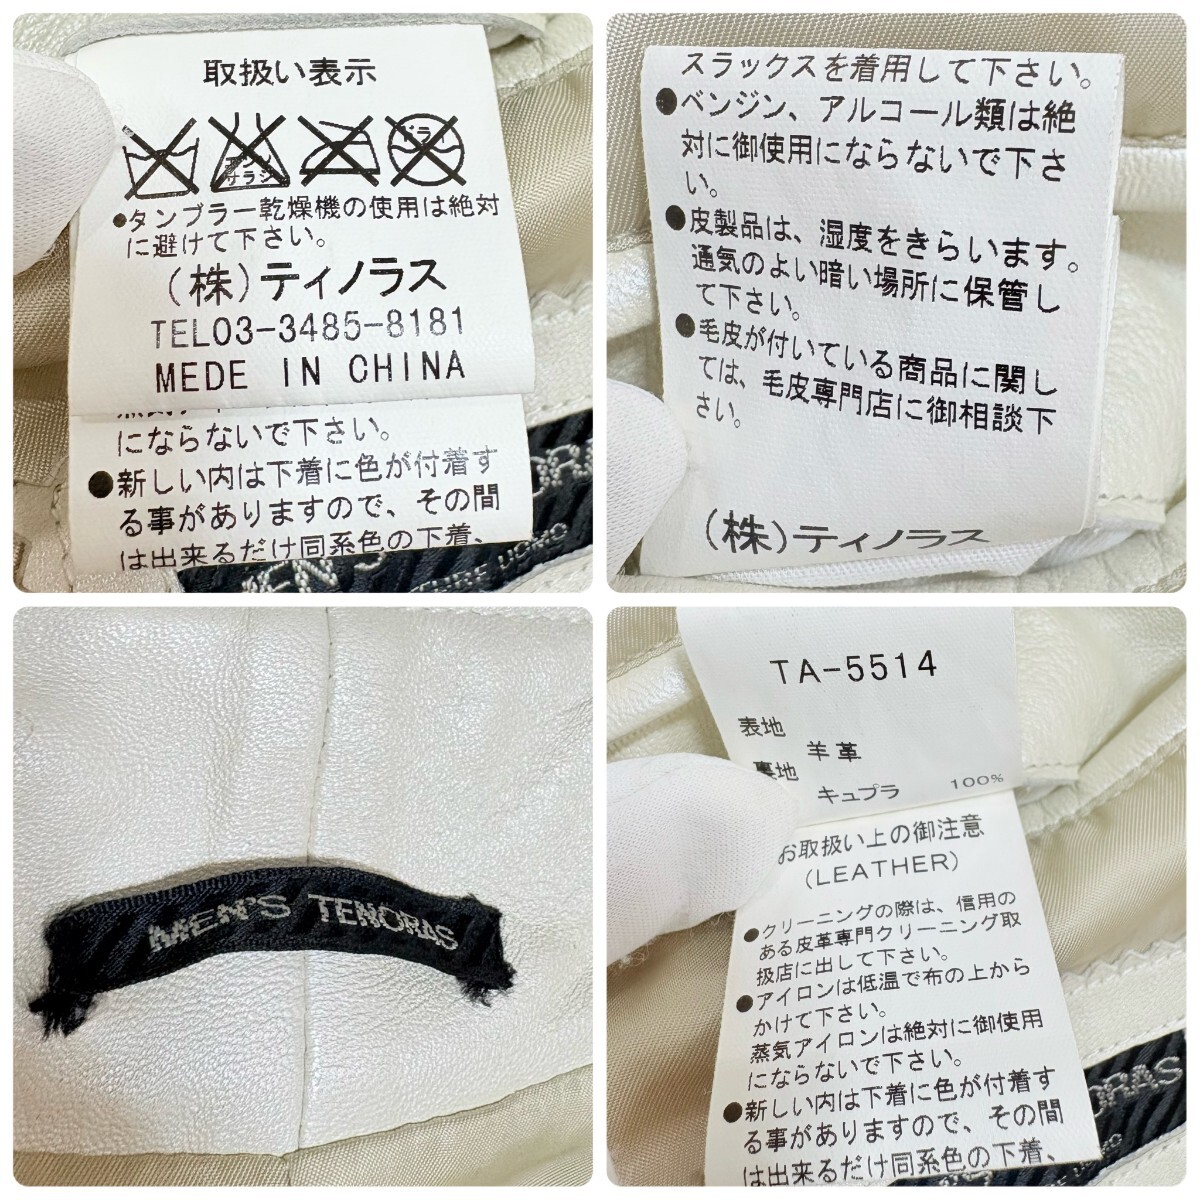 取扱い表示
ドライ
エンソ
サラシ
●タンブラー乾燥機の使用は絶対
に避けて下さい。
(株)ティノラス
TEL03-3485-8181
MEDE IN CHINA
にならないで下さい。
●新しい内は下着に色が付着す
る事がありますので、その間
は出来るだけ同系色の下着、
スラックスを着用して下さい。
●ベンジン、アルコール類は絶
対に御使用にならないで下さ
い。
●皮製品は、湿度をきらいます。
通気のよい暗い場所に保管し
て下さい。
●毛皮が付いている商品に関し
ては、毛皮専門店に御相談下
さい。
(株)ティノラス
MEN'S TENORAS
TA-5514
表地
羊革
裏地
キュプラ 100%
お取扱い上の御注意
(LEATHER)
●クリーニングの際は、信用の
ある皮革専門クリーニング取
扱店に出して下さい。
●アイロンは低温で布の上から
かけて下さい。
蒸気アイロンは絶対に御使用
にならないで下さい。
●新しい内は下着に色が付着す
る事がありますので、その間
は出来るだけ同系色の下着、